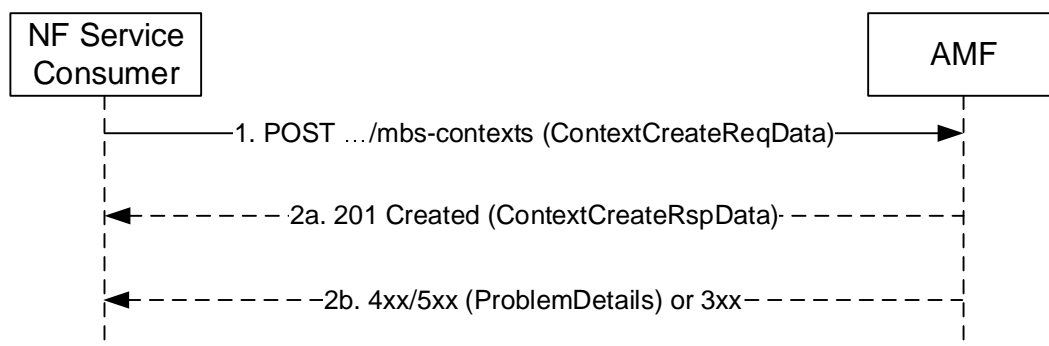 NF Service
Consumer
AMF
1. POST .../mbs-contexts (ContextCreateReqData)
2a. 201 Created (ContextCreateRspData)
2b. 4xx/5xx (ProblemDetails) or 3xx